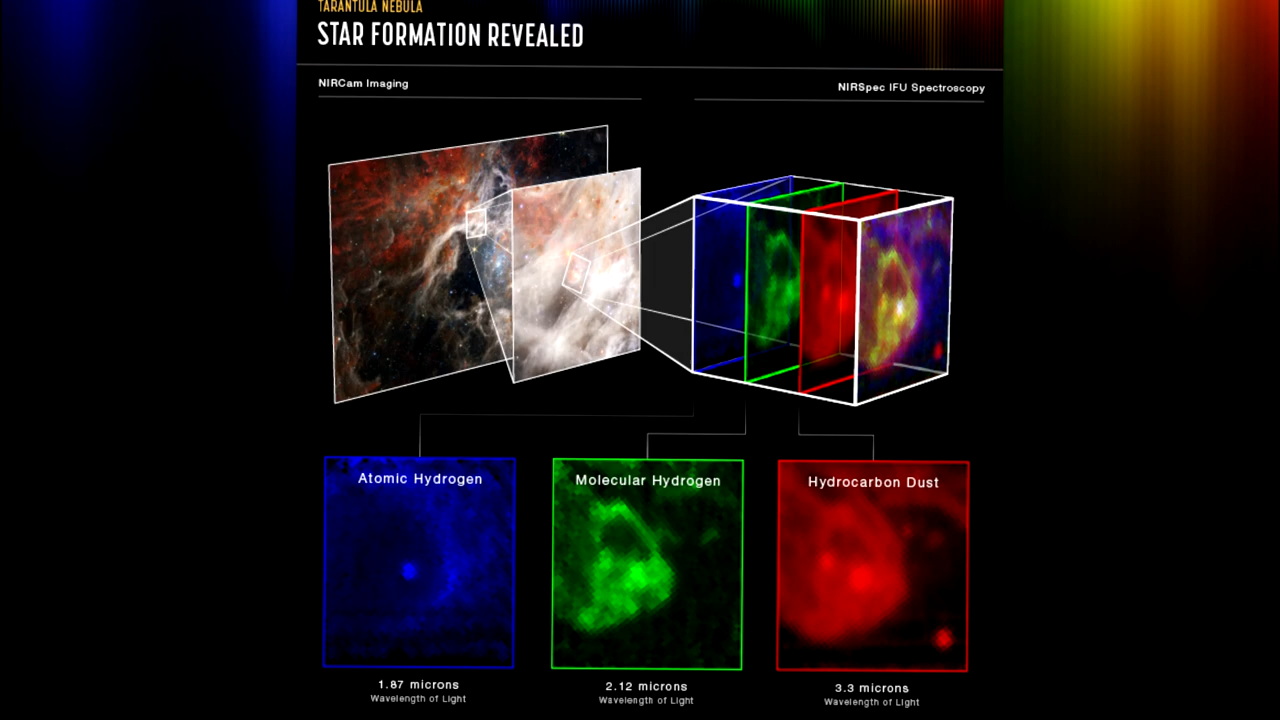 TARANTULA NEBULA
STAR FORMATION REVEALED
NIRCam Imaging
NIRSpec IFU Spectroscopy
Atomic Hydrogen
Molecular Hydrogen
Hydrocarbon Dust
1.87 microns
Wavelength of Light
2.12 microns
Wavelength of Light
3.3 microns
Wavelength of Light